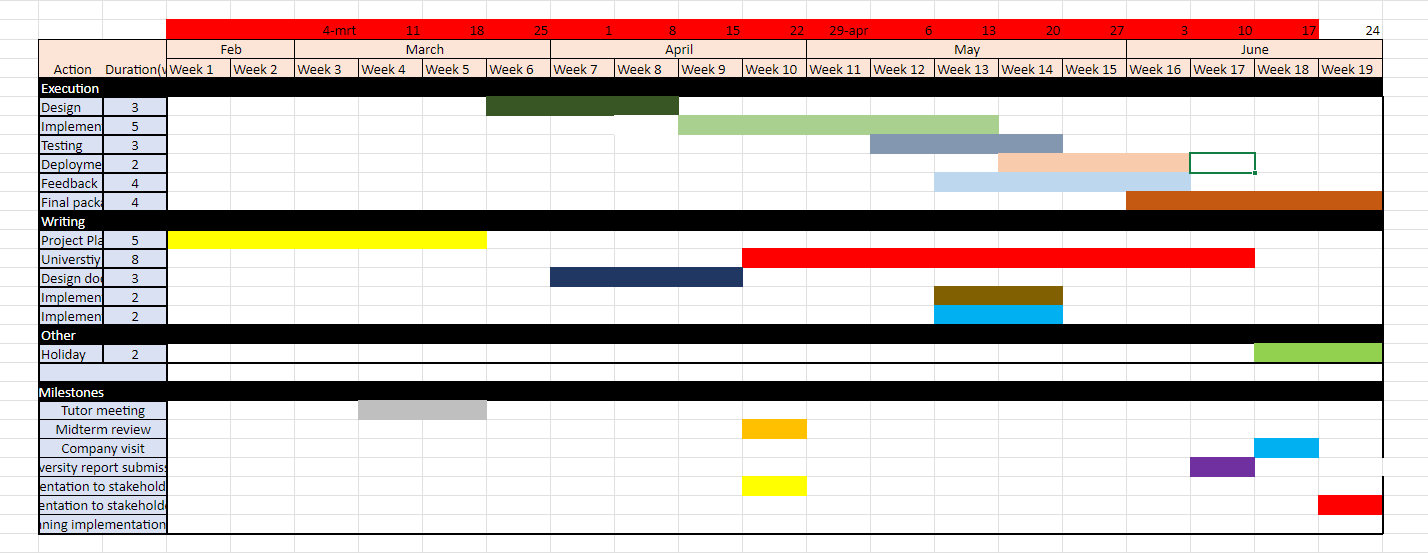 4-mrt 11 18 25 1 8 15 22 29-apr 6 13 20 27 3 10 17 24
Feb March April May June
Action Duration(v Week 1 Week 2 Week 3 Week 4 Week 5 Week 6 Week 7 Week 8 Week 9 Week 10 Week 11 Week 12 Week 13 Week 14 Week 15 Week 16 Week 17 Week 18 Week 19
Execution
Design 3
Implemen 5
Testing 3
Deployme 2
Feedback 4
Final packa 4
Writing
Project Pla 5
Universtiy 8
Design doc 3
Implemen 2
Implemen 2
Other
Holiday 2
Milestones
Tutor meeting
Midterm review
Company visit
versity report submiss
entation to stakehold
entation to stakeholde
nning implementation